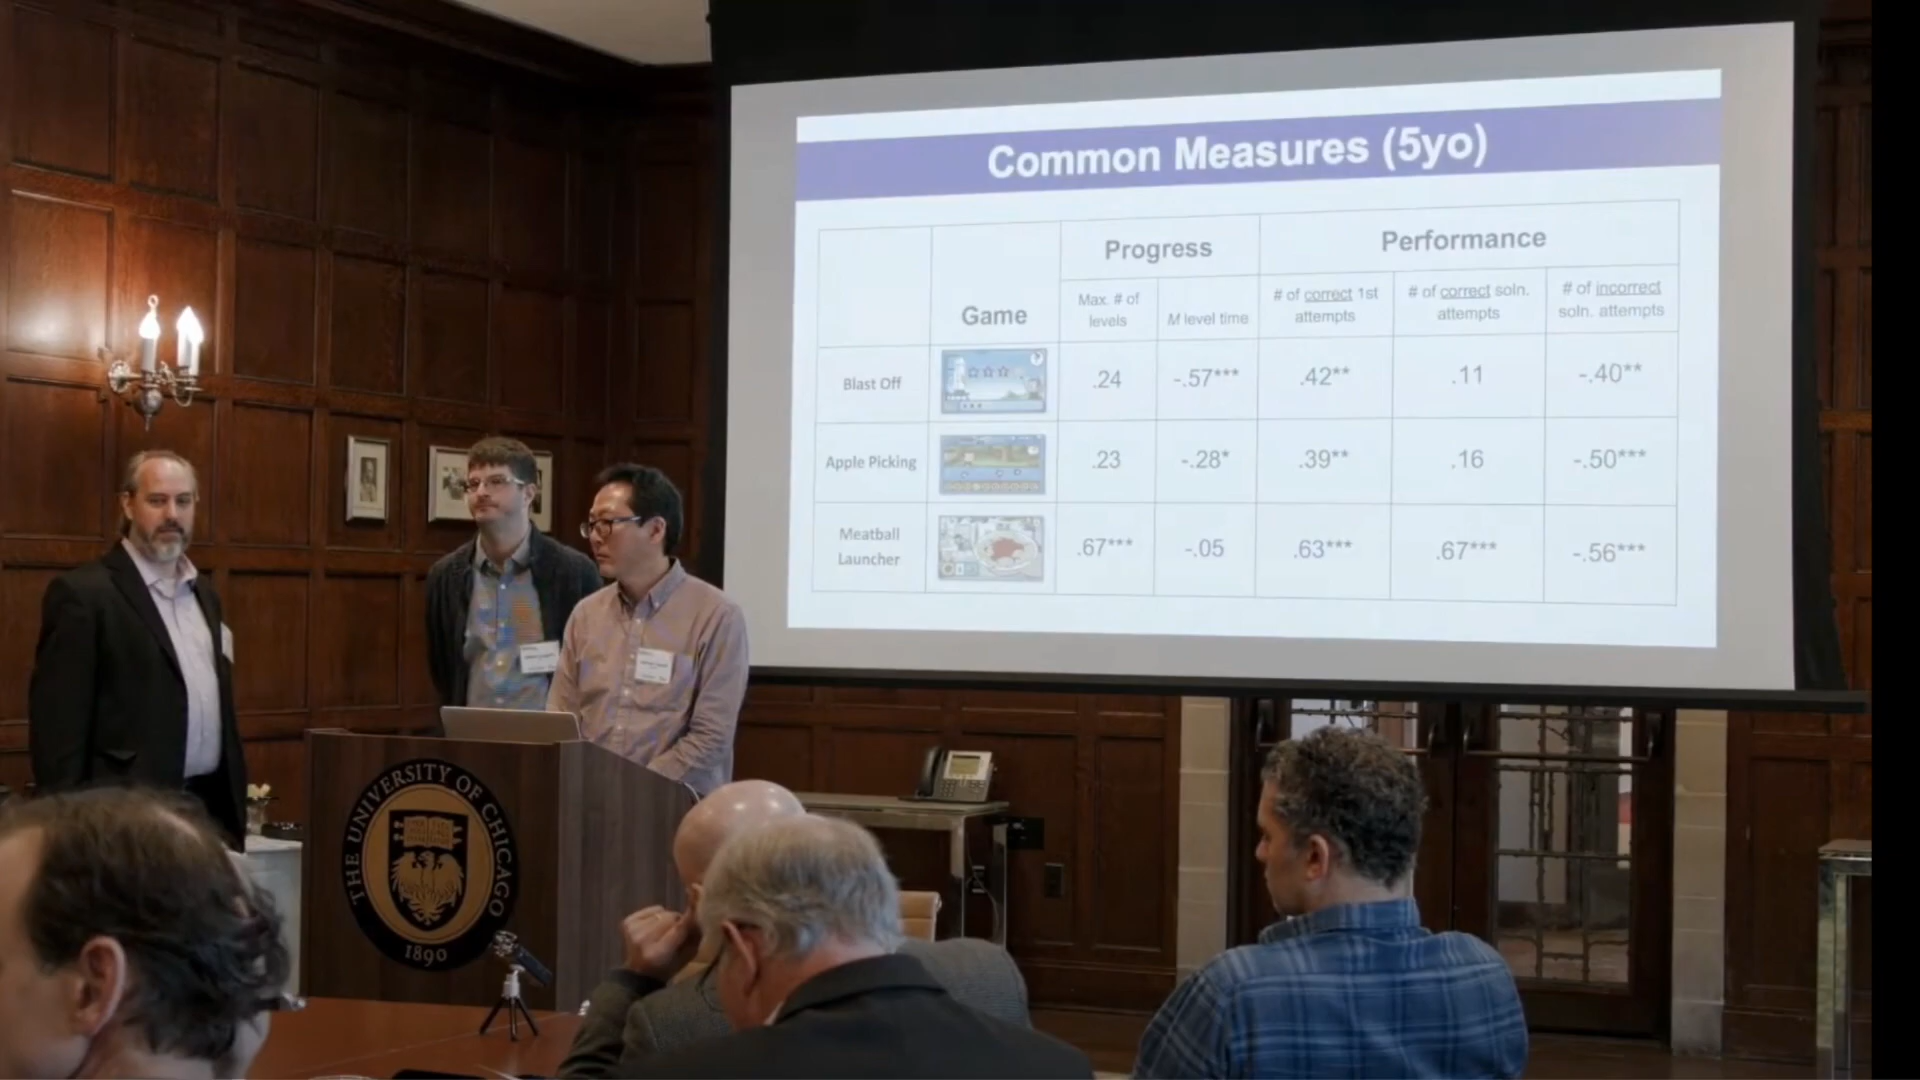 Common Measures (5yo)
Progress
Performance
Game
Max. # of
levels
M level time
# of correct 1st
attempts
# of correct soln.
attempts
# of incorrect
soln. attempts
Blast Off
.24
-.57***
.42**
.11
-.40**
Apple Picking
.23
-.28*
.39**
.16
-.50***
Meatball
Launcher
.67***
-.05
.63***
.67***
-.56***
THE UNIVERSITY OF CHICAGO
1890